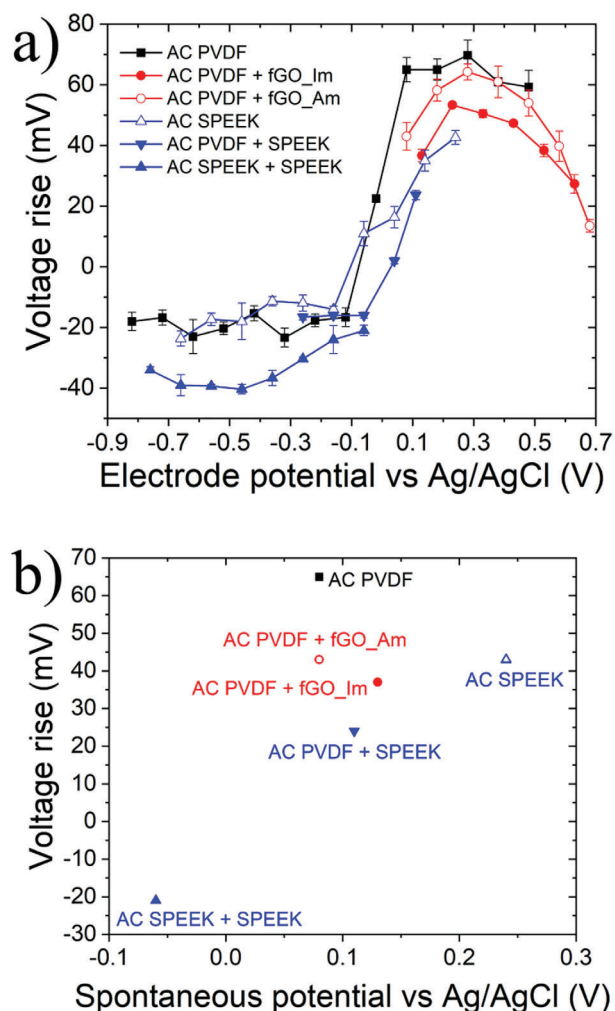 a)
80
60
40
20
0
-20
-40
Voltage rise (mV)
AC PVDF
AC PVDF + fGO_Im
AC PVDF + fGO_Am
AC SPEEK
AC PVDF + SPEEK
AC SPEEK + SPEEK
-0.9 -0.7 -0.5 -0.3 -0.1 0.1 0.3 0.5 0.7
Electrode potential vs Ag/AgCl (V)
b)
70
60
50
40
30
20
10
0
-10
-20
-30
Voltage rise (mV)
AC PVDF
AC PVDF + fGO_Am
AC PVDF + fGO_Im
AC SPEEK
AC PVDF + SPEEK
AC SPEEK + SPEEK
-0.1 0.0 0.1 0.2 0.3
Spontaneous potential vs Ag/AgCl (V)